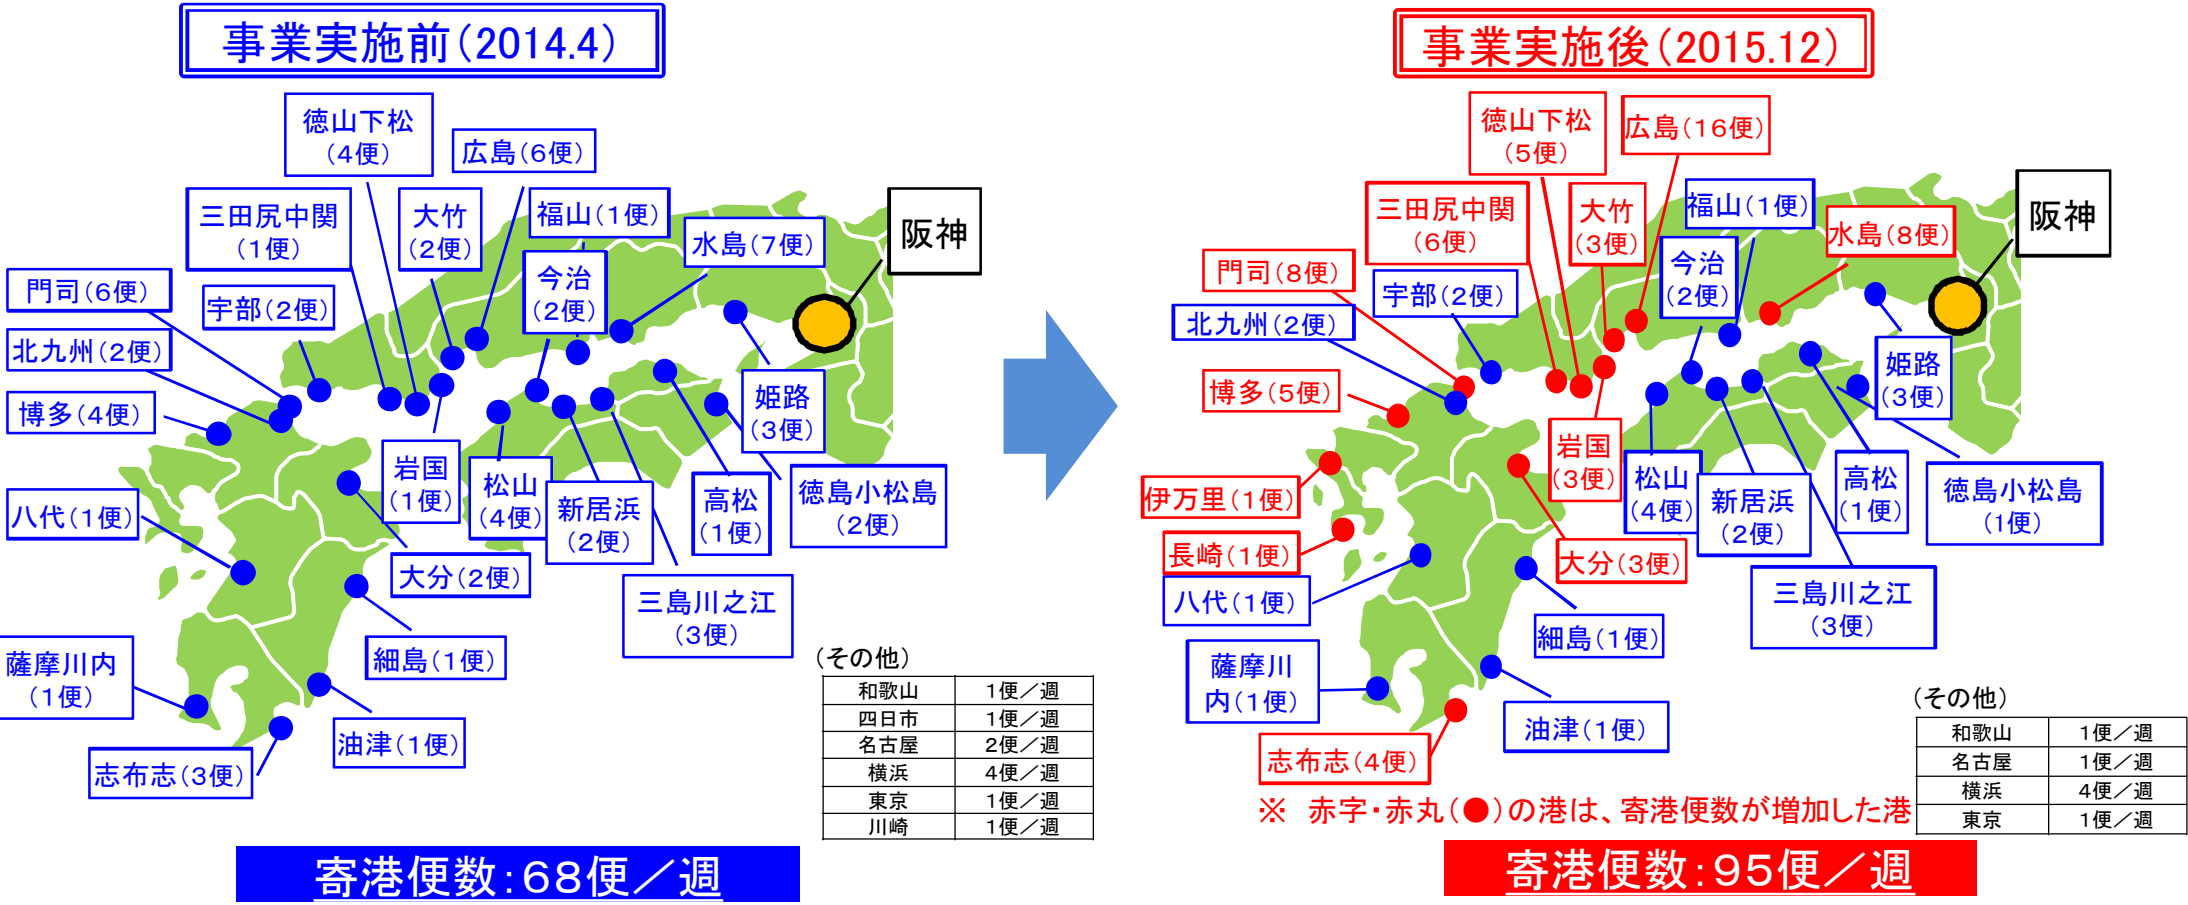 事業実施前(2014.4)
徳山下松
(4便)
広島(6便)
三田尻中関
(1便)
大竹
(2便)
福山(1便)
水島(7便)
阪神
門司(6便)
宇部(2便)
今治
(2便)
北九州(2便)
博多(4便)
姫路
(3便)
八代(1便)
岩国
(1便)
松山
(4便)
新居浜
(2便)
高松
(1便)
徳島小松島
(2便)
大分(2便)
三島川之江
(3便)
細島(1便)
薩摩川内
(1便)
油津(1便)
志布志(3便)
(その他)
和歌山 1便/週
四日市 1便/週
名古屋 2便/週
横浜 4便/週
東京 1便/週
川崎 1便/週
寄港便数:68便/週
事業実施後(2015.12)
徳山下松
(5便)
広島(16便)
三田尻中関
(6便)
大竹
(3便)
福山(1便)
水島(8便)
阪神
門司(8便)
宇部(2便)
今治
(2便)
北九州(2便)
博多(5便)
姫路
(3便)
伊万里(1便)
長崎(1便)
岩国
(3便)
松山
(4便)
新居浜
(2便)
高松
(1便)
徳島小松島
(1便)
大分(3便)
八代(1便)
三島川之江
(3便)
細島(1便)
薩摩川
内(1便)
油津(1便)
志布志(4便)
(その他)
和歌山 1便/週
名古屋 1便/週
横浜 4便/週
東京 1便/週
※ 赤字・赤丸(●)の港は、寄港便数が増加した港
寄港便数:95便/週